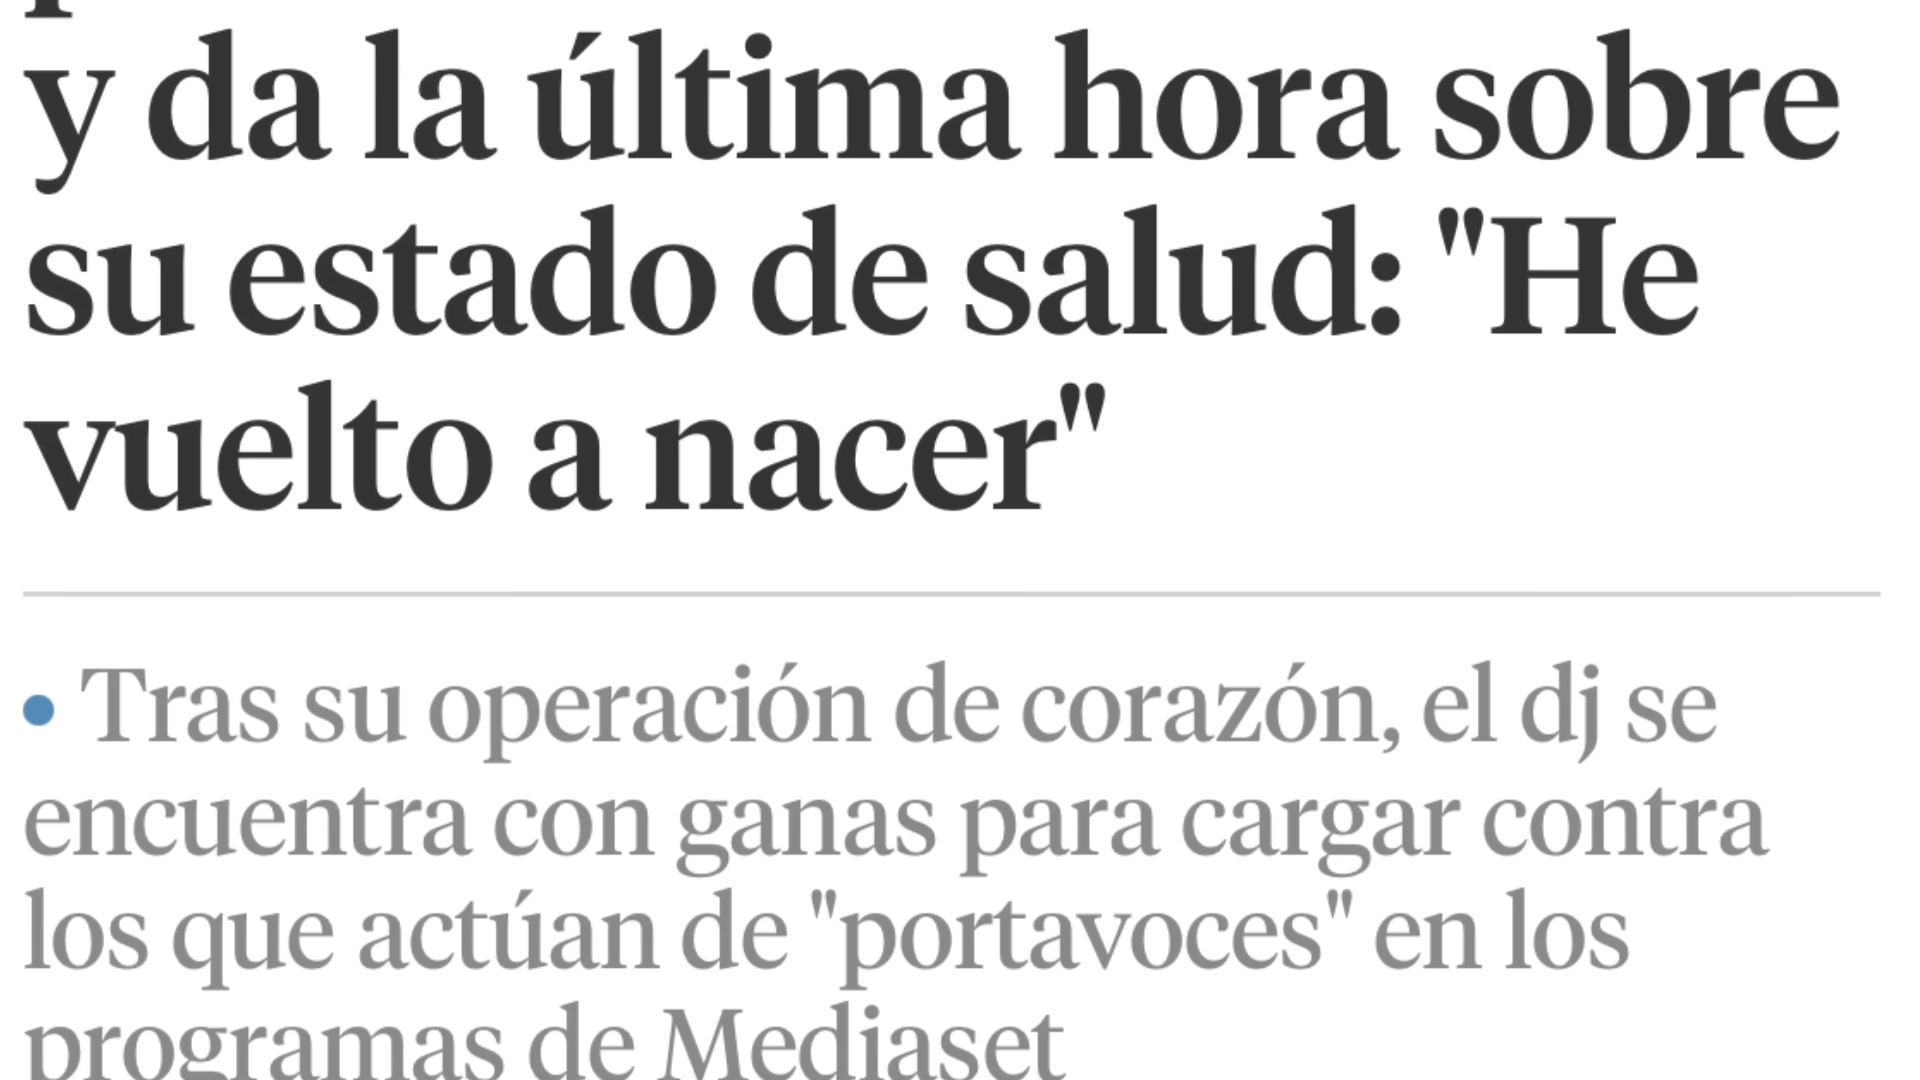 y da la última hora sobre
su estado de salud: "He
vuelto a nacer"
• Tras su operación de corazón, el dj se
encuentra con ganas para cargar contra
los que actúan de "portavoces" en los
programas de Mediaset